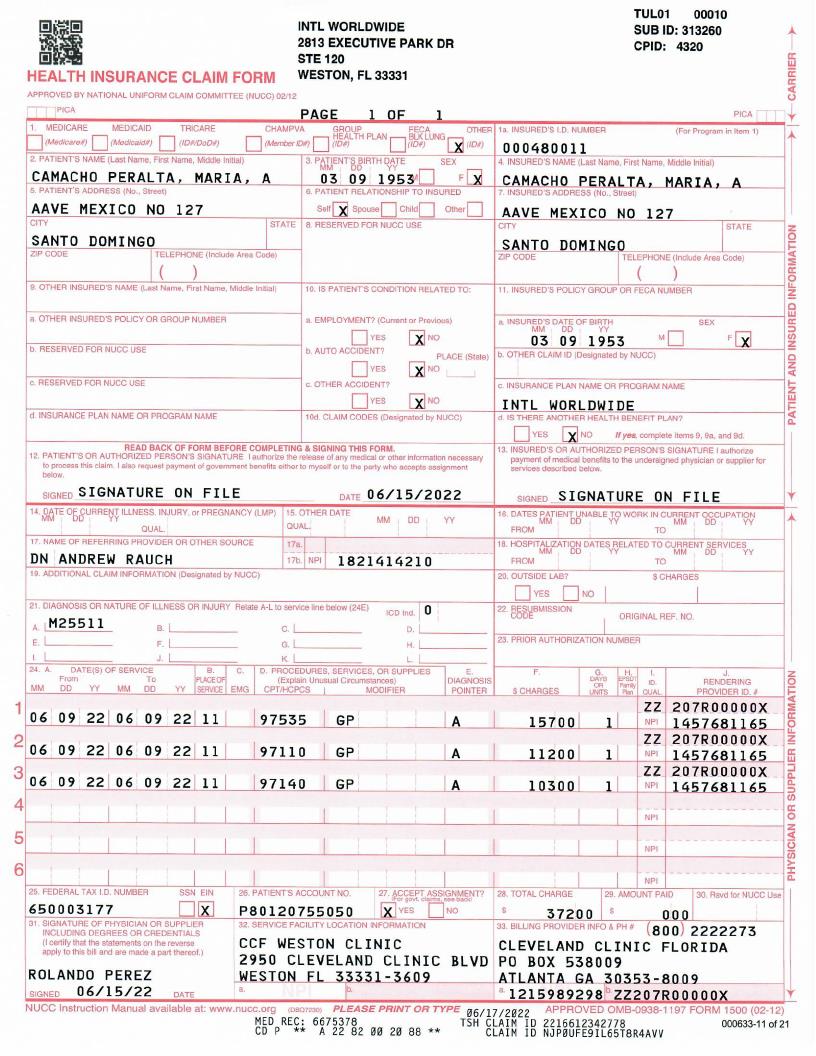 INTL WORLDWIDE
2813 EXECUTIVE PARK DR
STE 120
WESTON, FL 33331
TUL01 00010
SUB ID: 313260
CPID: 4320
HEALTH INSURANCE CLAIM FORM
APPROVED BY NATIONAL UNIFORM CLAIM COMMITTEE (NUCC) 02/12
PICA
PAGE 1 OF 1
PICA
CARRIER
1. MEDICARE MEDICAID TRICARE CHAMPVA GROUP HEALTH PLAN FECA BLK LUNG OTHER
(Medicare#) (Medicaid#) (ID#/DoD#) (Member ID#) (ID#) (ID#) X (ID#)
1a. INSURED'S I.D. NUMBER (For Program in Item 1)
000480011
2. PATIENT'S NAME (Last Name, First Name, Middle Initial)
CAMACHO PERALTA, MARIA, A
3. PATIENT'S BIRTH DATE SEX
MM DD YY
03 09 1953 M F X
4. INSURED'S NAME (Last Name, First Name, Middle Initial)
CAMACHO PERALTA, MARIA, A
5. PATIENT'S ADDRESS (No., Street)
AAVE MEXICO NO 127
6. PATIENT RELATIONSHIP TO INSURED
Self X Spouse Child Other
7. INSURED'S ADDRESS (No., Street)
AAVE MEXICO NO 127
CITY STATE
SANTO DOMINGO
8. RESERVED FOR NUCC USE
CITY STATE
SANTO DOMINGO
ZIP CODE TELEPHONE (Include Area Code)
( )
ZIP CODE TELEPHONE (Include Area Code)
( )
9. OTHER INSURED'S NAME (Last Name, First Name, Middle Initial)
10. IS PATIENT'S CONDITION RELATED TO:
11. INSURED'S POLICY GROUP OR FECA NUMBER
a. OTHER INSURED'S POLICY OR GROUP NUMBER
a. EMPLOYMENT? (Current or Previous)
YES X NO
a. INSURED'S DATE OF BIRTH SEX
MM DD YY
03 09 1953 M F X
b. RESERVED FOR NUCC USE
b. AUTO ACCIDENT? PLACE (State)
YES X NO
b. OTHER CLAIM ID (Designated by NUCC)
c. RESERVED FOR NUCC USE
c. OTHER ACCIDENT?
YES X NO
c. INSURANCE PLAN NAME OR PROGRAM NAME
INTL WORLDWIDE
d. INSURANCE PLAN NAME OR PROGRAM NAME
10d. CLAIM CODES (Designated by NUCC)
d. IS THERE ANOTHER HEALTH BENEFIT PLAN?
YES X NO If yes, complete items 9, 9a, and 9d.
READ BACK OF FORM BEFORE COMPLETING & SIGNING THIS FORM.
12. PATIENT'S OR AUTHORIZED PERSON'S SIGNATURE I authorize the release of any medical or other information necessary
to process this claim. I also request payment of government benefits either to myself or to the party who accepts assignment
below.
SIGNED SIGNATURE ON FILE DATE 06/15/2022
13. INSURED'S OR AUTHORIZED PERSON'S SIGNATURE I authorize
payment of medical benefits to the undersigned physician or supplier for
services described below.
SIGNED SIGNATURE ON FILE
PATIENT AND INSURED INFORMATION
14. DATE OF CURRENT ILLNESS, INJURY, or PREGNANCY (LMP)
MM DD YY
QUAL.
15. OTHER DATE
QUAL. MM DD YY
16. DATES PATIENT UNABLE TO WORK IN CURRENT OCCUPATION
MM DD YY MM DD YY
FROM TO
17. NAME OF REFERRING PROVIDER OR OTHER SOURCE
DN ANDREW RAUCH
17a.
17b. NPI 1821414210
18. HOSPITALIZATION DATES RELATED TO CURRENT SERVICES
MM DD YY MM DD YY
FROM TO
19. ADDITIONAL CLAIM INFORMATION (Designated by NUCC)
20. OUTSIDE LAB? $ CHARGES
YES NO
21. DIAGNOSIS OR NATURE OF ILLNESS OR INJURY Relate A-L to service line below (24E) ICD Ind. 0
A. M25511 B. C. D.
E. F. G. H.
I. J. K. L.
22. RESUBMISSION CODE ORIGINAL REF. NO.
23. PRIOR AUTHORIZATION NUMBER
24. A. DATE(S) OF SERVICE B. C. D. PROCEDURES, SERVICES, OR SUPPLIES E. F. G. H. I. J.
From To PLACE OF SERVICE EMG (Explain Unusual Circumstances) DIAGNOSIS POINTER $ CHARGES DAYS OR UNITS EPSDT Family Plan ID. QUAL. RENDERING PROVIDER ID. #
MM DD YY MM DD YY CPT/HCPCS MODIFIER
ZZ 207R00000X
1 06 09 22 06 09 22 11 97535 GP A 15700 1 NPI 1457681165
ZZ 207R00000X
2 06 09 22 06 09 22 11 97110 GP A 11200 1 NPI 1457681165
ZZ 207R00000X
3 06 09 22 06 09 22 11 97140 GP A 10300 1 NPI 1457681165
4 NPI
5 NPI
6 NPI
25. FEDERAL TAX I.D. NUMBER SSN EIN
650003177 X
26. PATIENT'S ACCOUNT NO.
P80120755050
27. ACCEPT ASSIGNMENT?
(For govt. claims, see back)
X YES NO
28. TOTAL CHARGE
$ 37200
29. AMOUNT PAID
$ 000
30. Rsvd for NUCC Use
31. SIGNATURE OF PHYSICIAN OR SUPPLIER
INCLUDING DEGREES OR CREDENTIALS
(I certify that the statements on the reverse
apply to this bill and are made a part thereof.)
ROLANDO PEREZ
SIGNED 06/15/22 DATE
32. SERVICE FACILITY LOCATION INFORMATION
CCF WESTON CLINIC
2950 CLEVELAND CLINIC BLVD
WESTON FL 33331-3609
a. NPI b.
33. BILLING PROVIDER INFO & PH # (800) 2222273
CLEVELAND CLINIC FLORIDA
PO BOX 538009
ATLANTA GA 30353-8009
a. 1215989298 b. ZZ207R00000X
PHYSICIAN OR SUPPLIER INFORMATION
NUCC Instruction Manual available at: www.nucc.org (DBQ7230) PLEASE PRINT OR TYPE APPROVED OMB-0938-1197 FORM 1500 (02-12)
06/17/2022
MED REC: 6675378 TSH CLAIM ID 2216612342778 000633-11 of 21
CD P ** A 22 82 00 20 88 ** CLAIM ID NJP0UFE9IL65T8R4AVV